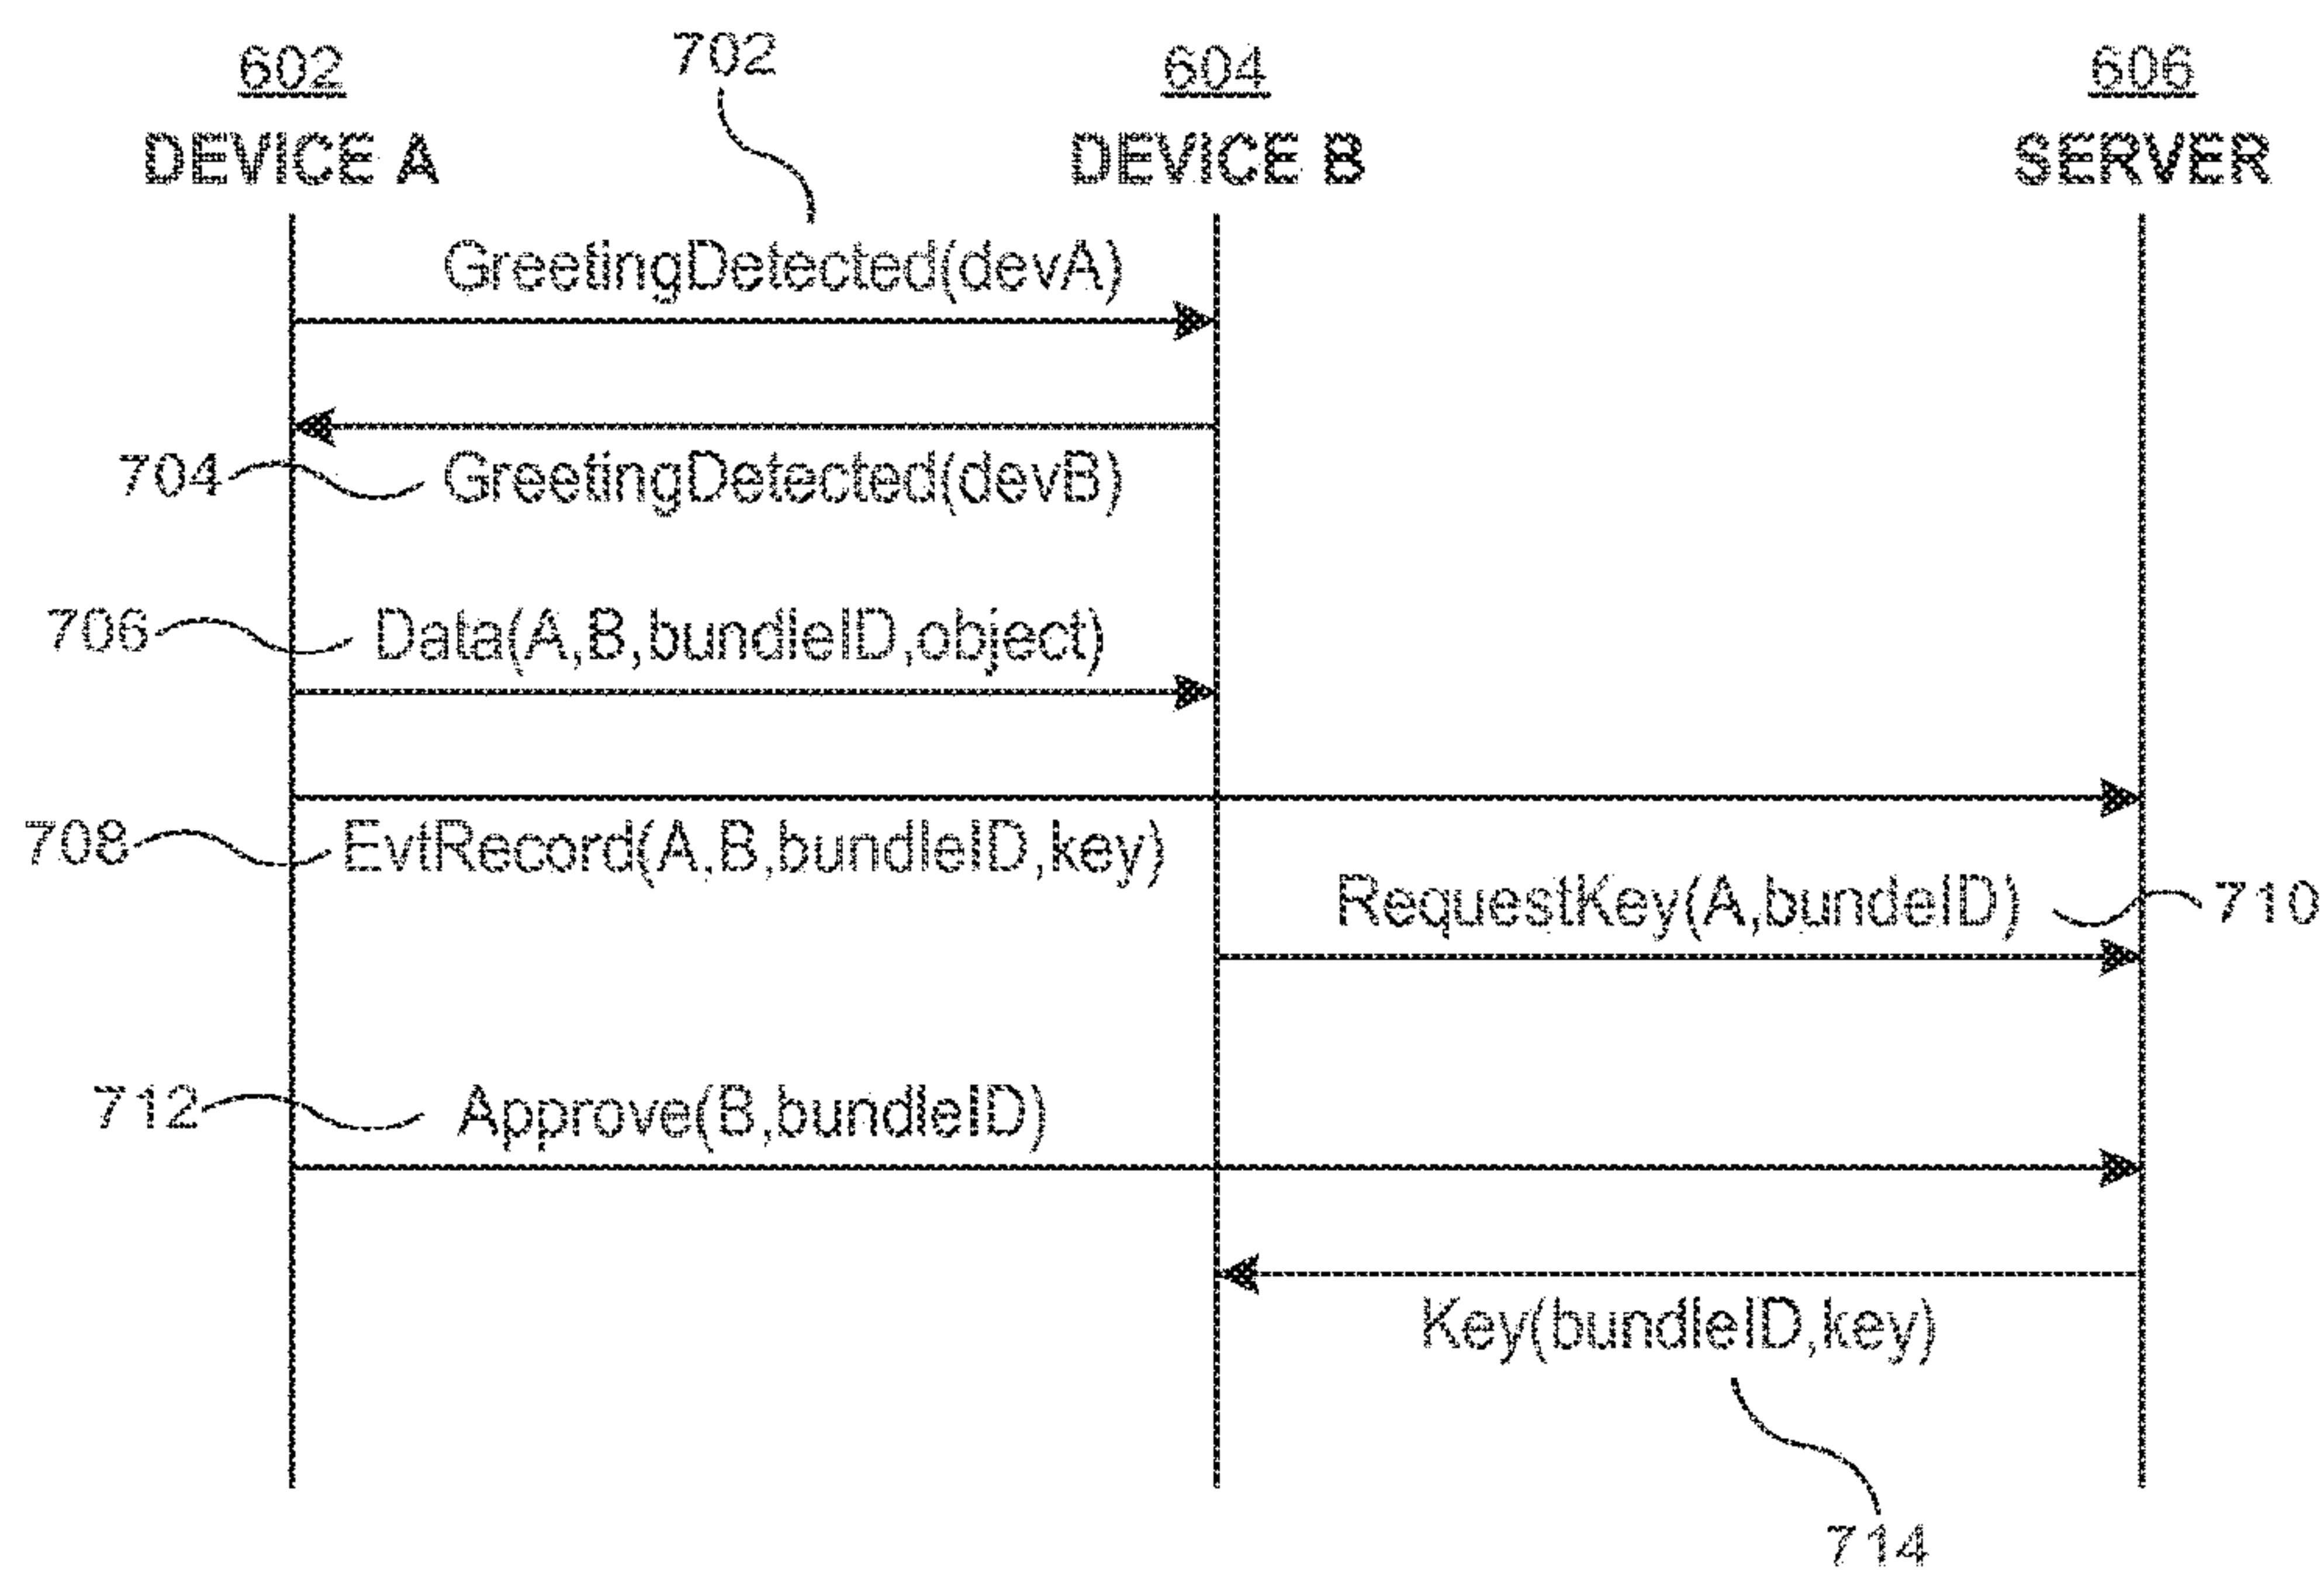 602
702
604
606
DEVICE A
DEVICE B
SERVER
GreetingDetected(devA)
704
GreetingDetected(devB)
706
Data(A,B,bundleID,object)
708
EvtRecord(A,B,bundleID,key)
RequestKey(A,bundeID)
710
712
Approve(B,bundleID)
Key(bundleID,key)
714